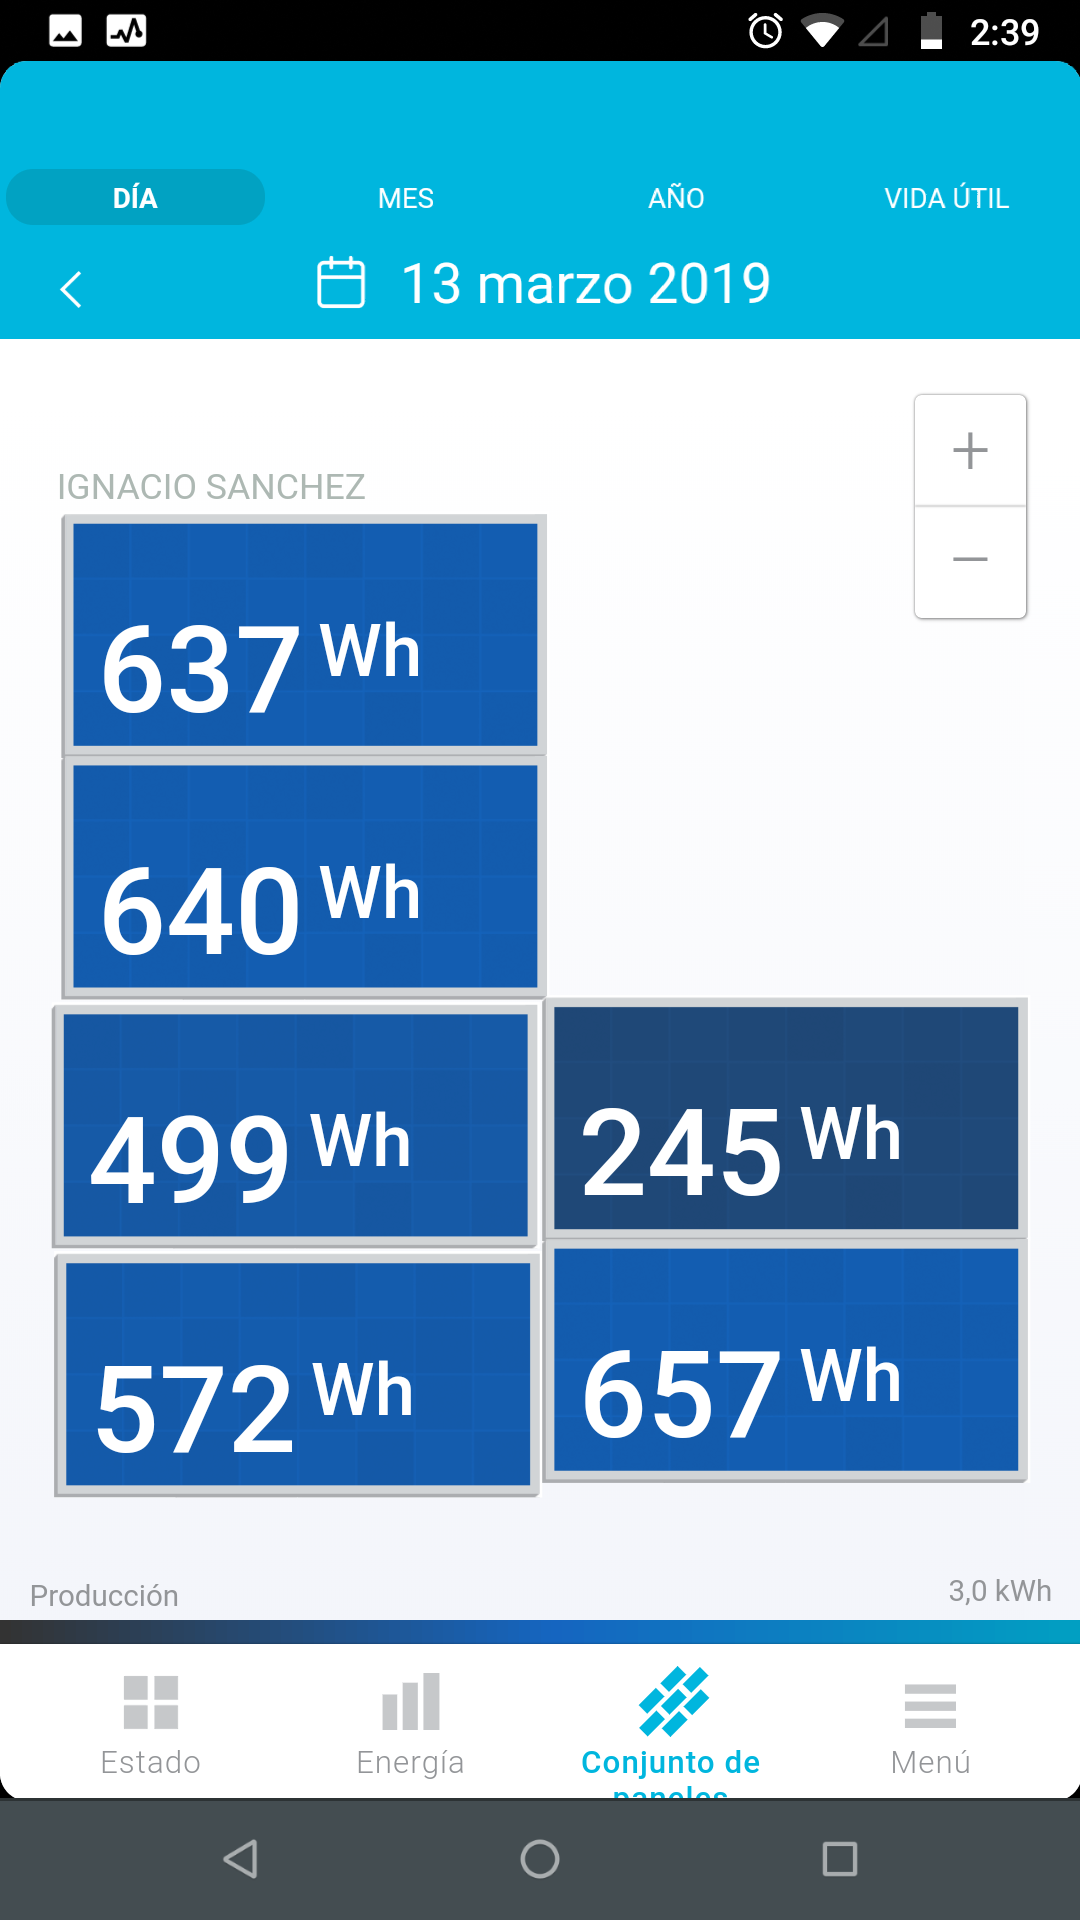 2:39
DÍA
MES
AÑO
VIDA ÚTIL
13 marzo 2019
IGNACIO SANCHEZ
637 Wh
640 Wh
499 Wh
245 Wh
572 Wh
657 Wh
Producción
3,0 kWh
Estado
Energía
Conjunto de
paneles
Menú